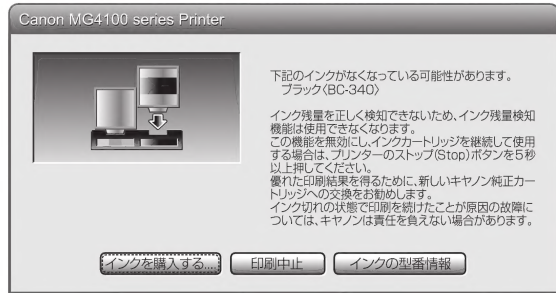 Canon MG4100 series Printer
下記のインクがなくなっている可能性があります。
ブラック〈BC-340〉
インク残量を正しく検知できないため、インク残量検知
機能は使用できなくなります。
この機能を無効にし、インクカートリッジを継続して使用
する場合は、プリンターのストップ(Stop)ボタンを5秒
以上押してください。
優れた印刷結果を得るために、新しいキヤノン純正カー
トリッジへの交換をお勧めします。
インク切れの状態で印刷を続けたことが原因の故障に
ついては、キヤノンは責任を負えない場合があります。
インクを購入する....
印刷中止
インクの型番情報